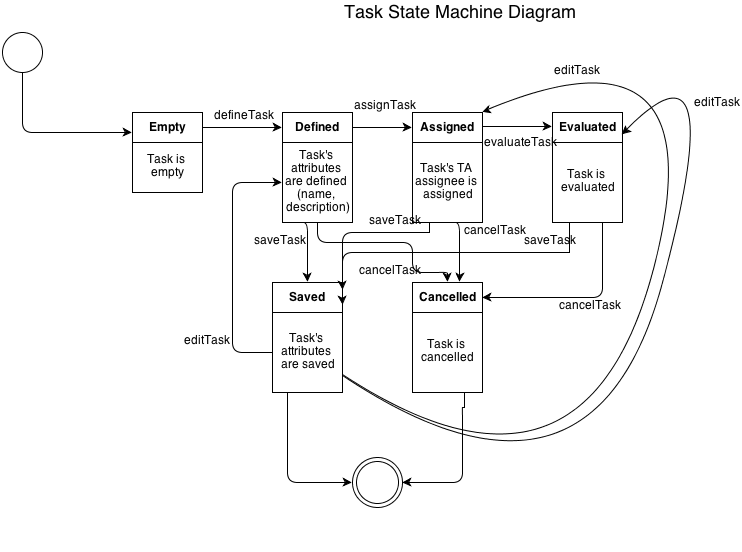 Task State Machine Diagram
editTask
editTask
assignTask
defineTask
Empty
Defined
Assigned
Evaluated
evaluateTask
Task is
empty
Task's
attributes
are defined
(name,
description)
Task's TA
assignee is
assigned
Task is
evaluated
saveTask
cancelTask
saveTask
saveTask
cancelTask
Saved
Cancelled
cancelTask
editTask
Task's
attributes
are saved
Task is
cancelled